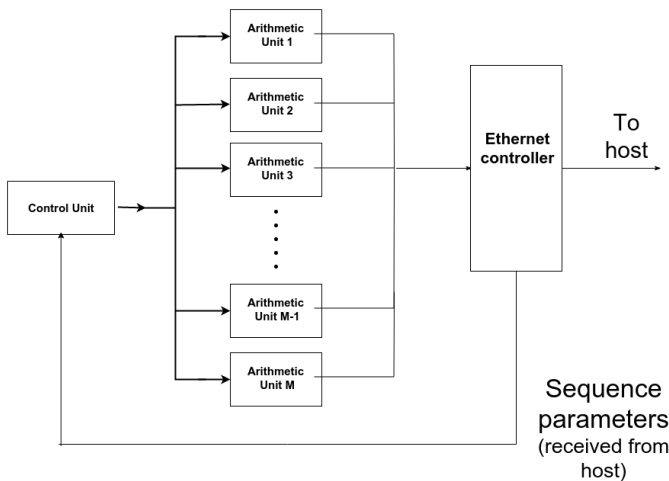 Arithmetic
Unit 1
Arithmetic
Unit 2
Arithmetic
Unit 3
Control Unit
Arithmetic
Unit M-1
Arithmetic
Unit M
Ethernet
controller
To
host
Sequence
parameters
(received from
host)